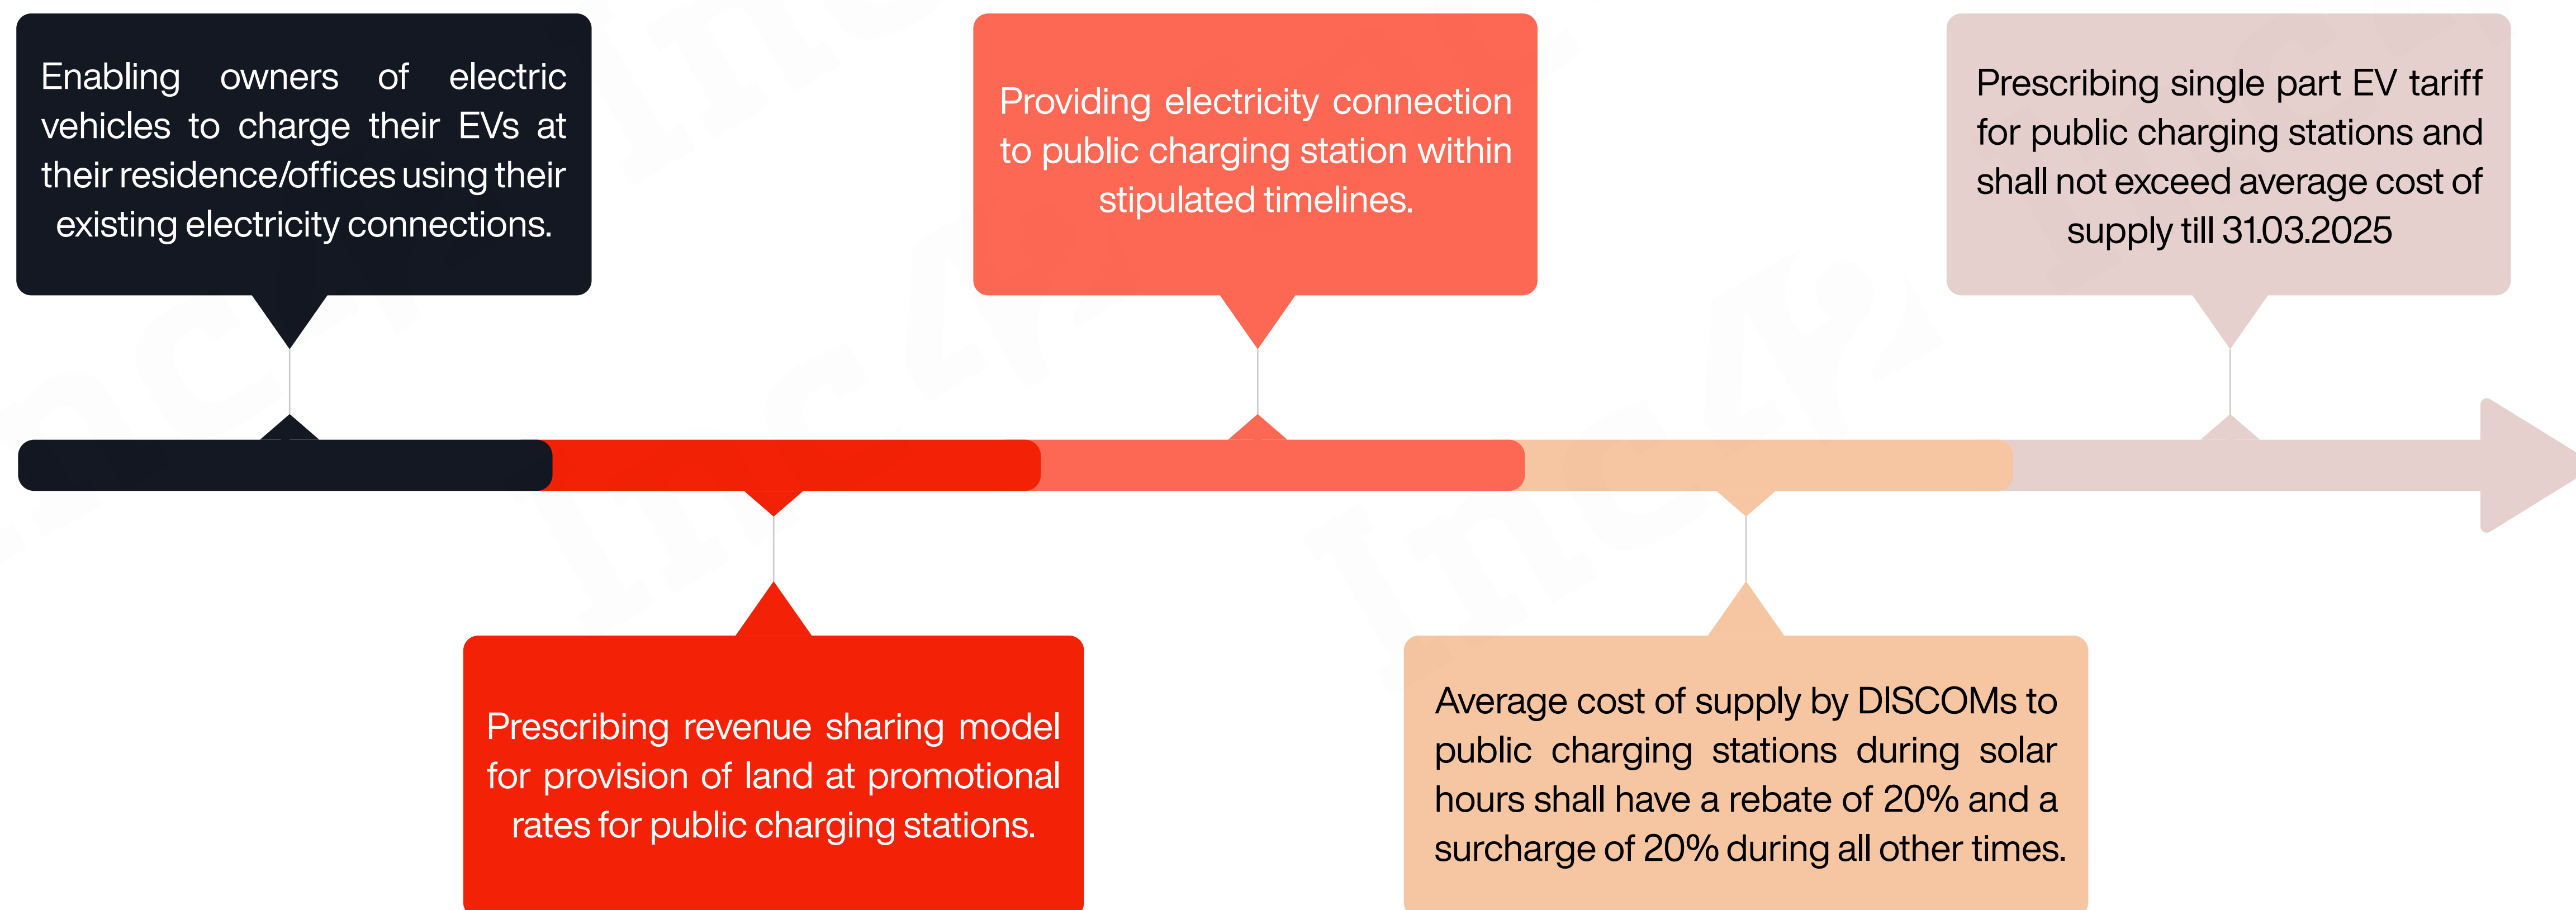 Enabling owners of electric
vehicles to charge their EVs at
their residence/offices using their
existing electricity connections.
Providing electricity connection
to public charging station within
stipulated timelines.
Prescribing single part EV tariff
for public charging stations and
shall not exceed average cost of
supply till 31.03.2025
Prescribing revenue sharing model
for provision of land at promotional
rates for public charging stations.
Average cost of supply by DISCOMs to
public charging stations during solar
hours shall have a rebate of 20% and a
surcharge of 20% during all other times.
Inc42
Inc42
Inc42